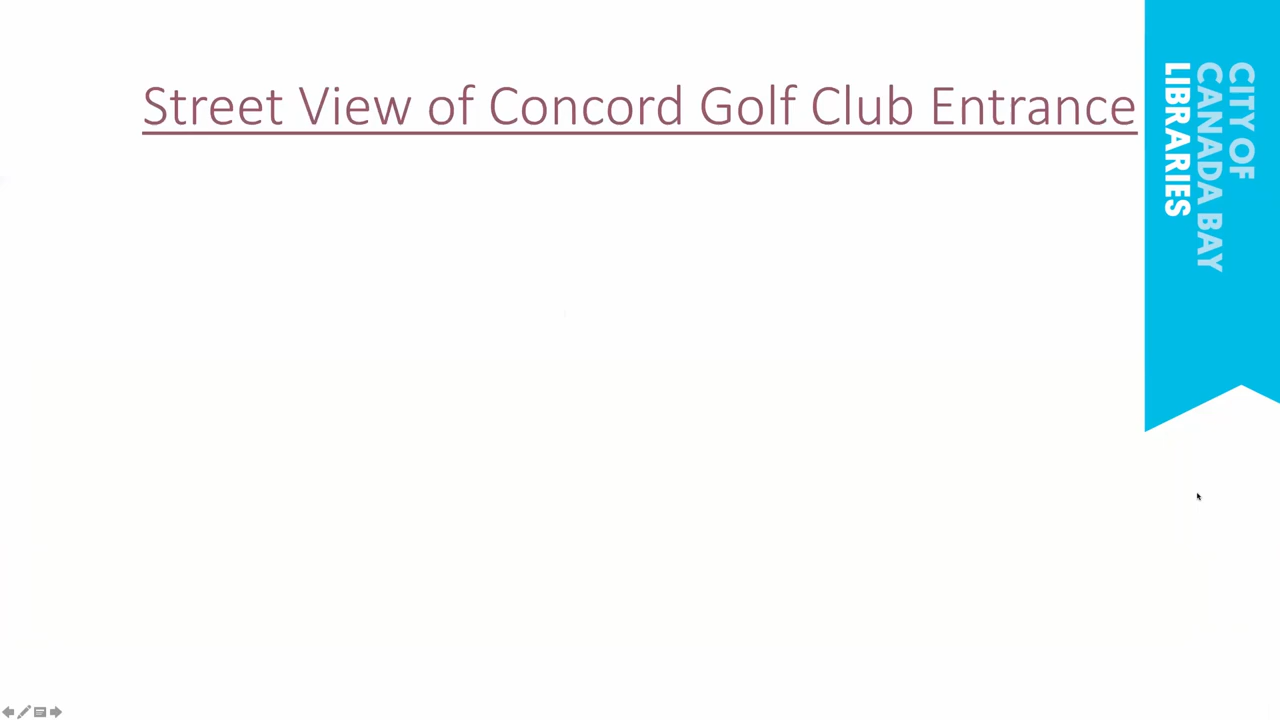 Street View of Concord Golf Club Entrance
CITY OF
CANADA BAY
LIBRARIES